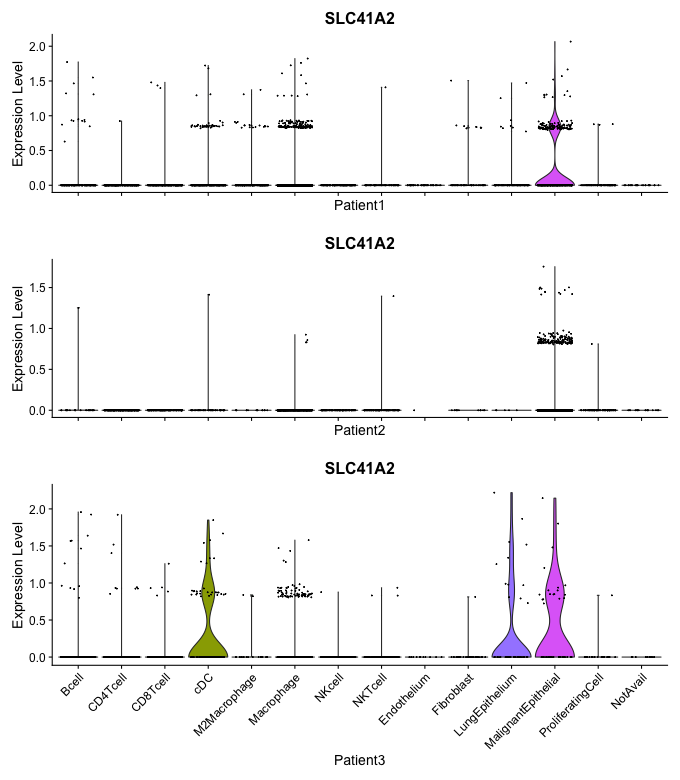 SLC41A2
Expression Level
2.0
1.5
1.0
0.5
0.0
Patient1
SLC41A2
Expression Level
1.5
1.0
0.5
0.0
Patient2
SLC41A2
Expression Level
2.0
1.5
1.0
0.5
0.0
Bcell
CD4Tcell
CD8Tcell
cDC
M2Macrophage
Macrophage
NKcell
NKTcell
Endothelium
Fibroblast
LungEpithelium
MalignantEpithelial
ProliferatingCell
NotAvail
Patient3